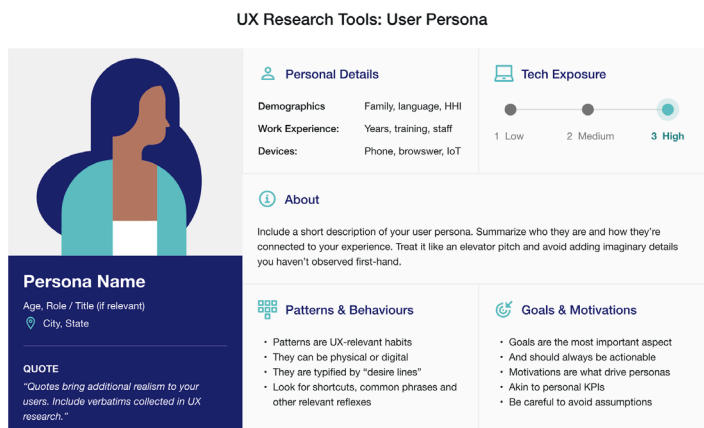 UX Research Tools: User Persona
Persona Name
Age, Role / Title (if relevant)
City, State
QUOTE
“Quotes bring additional realism to your
users. Include verbatims collected in UX
research.”
Personal Details
Demographics Family, language, HHI
Work Experience: Years, training, staff
Devices: Phone, browswer, IoT
Tech Exposure
1 Low 2 Medium 3 High
About
Include a short description of your user persona. Summarize who they are and how they’re
connected to your experience. Treat it like an elevator pitch and avoid adding imaginary details
you haven’t observed first-hand.
Patterns & Behaviours
• Patterns are UX-relevant habits
• They can be physical or digital
• They are typified by “desire lines”
• Look for shortcuts, common phrases and
other relevant reflexes
Goals & Motivations
• Goals are the most important aspect
• And should always be actionable
• Motivations are what drive personas
• Akin to personal KPIs
• Be careful to avoid assumptions